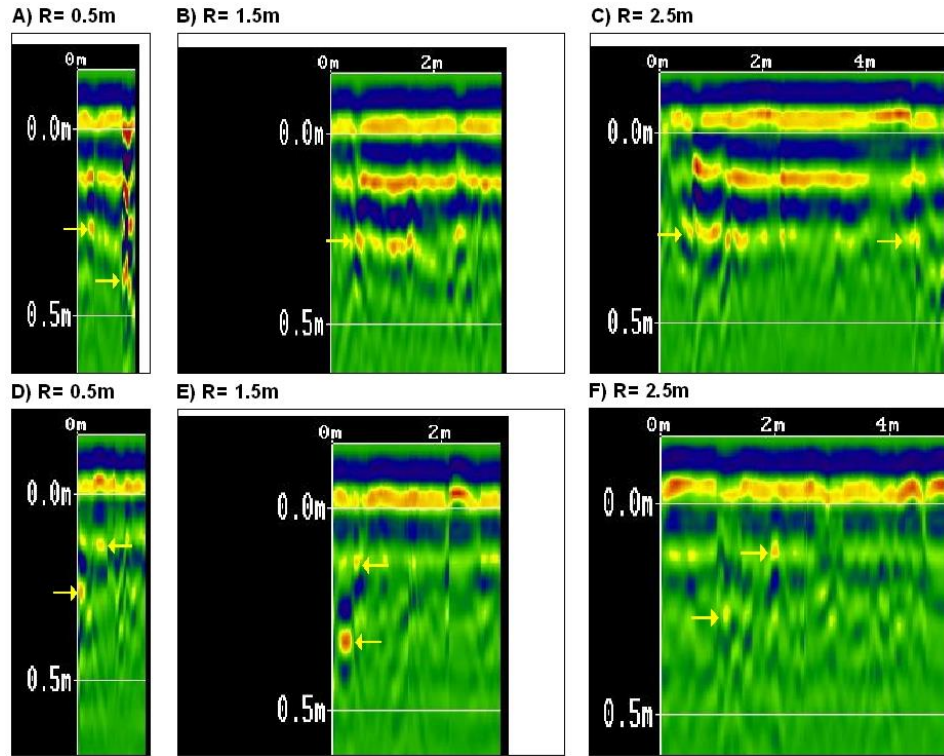 A) R= 0.5m
B) R= 1.5m
C) R= 2.5m
0m
0m 2m
0m 2m 4m
0.0m
0.0m
0.0m
0.5m
0.5m
0.5m
D) R= 0.5m
E) R= 1.5m
F) R= 2.5m
0m
0m 2m
0m 2m 4m
0.0m
0.0m
0.0m
0.5m
0.5m
0.5m